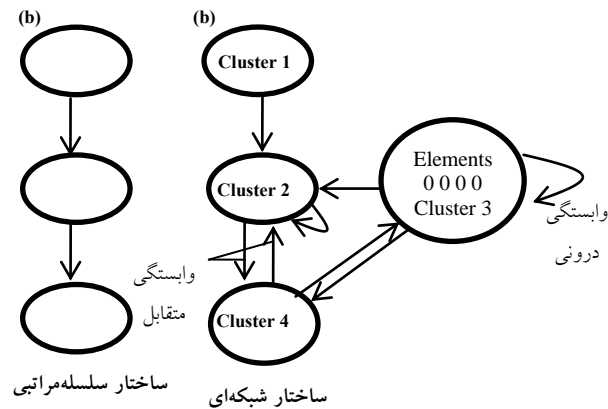 (b)
(b)
Cluster 1
Cluster 2
Elements
0 0 0 0
Cluster 3
وابستگی
درونی
وابستگی
متقابل
Cluster 4
ساختار سلسله‌مراتبی
ساختار شبکه‌ای